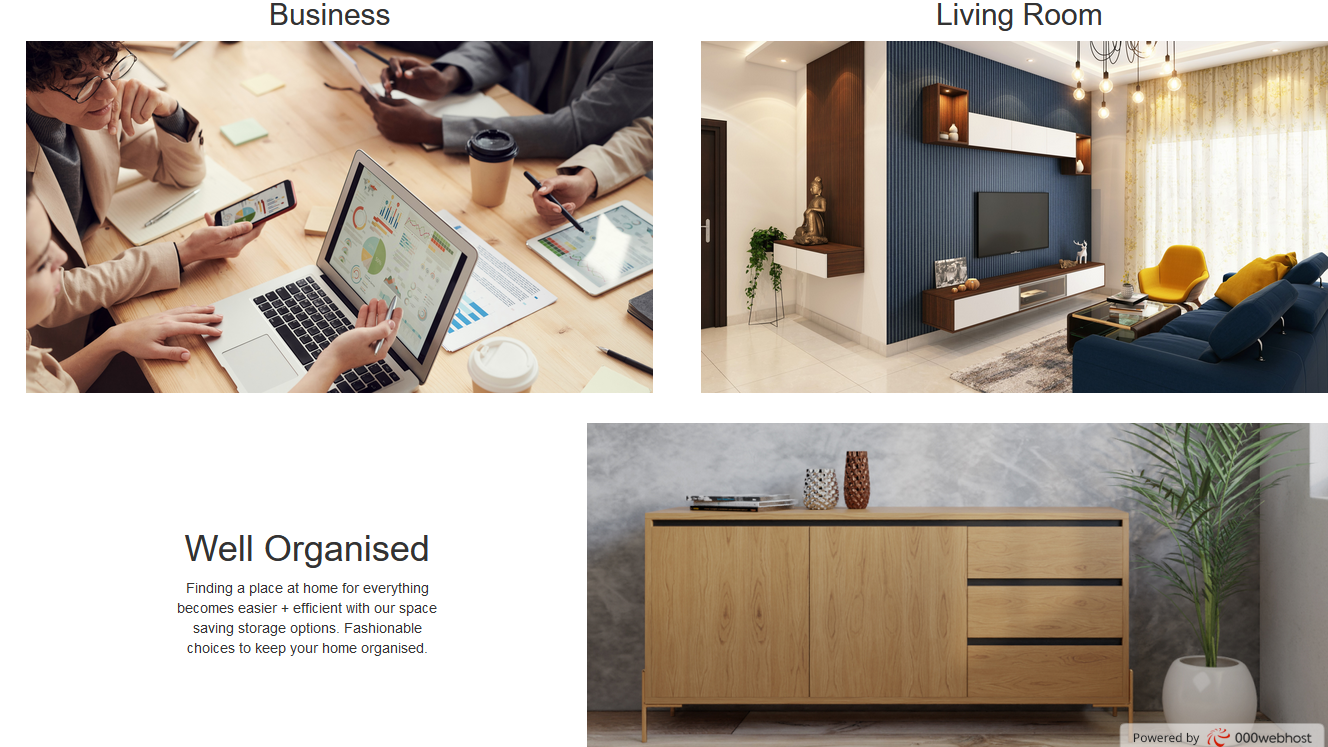 Business
Living Room
Well Organised
Finding a place at home for everything
becomes easier + efficient with our space
saving storage options. Fashionable
choices to keep your home organised.
Powered by 000webhost